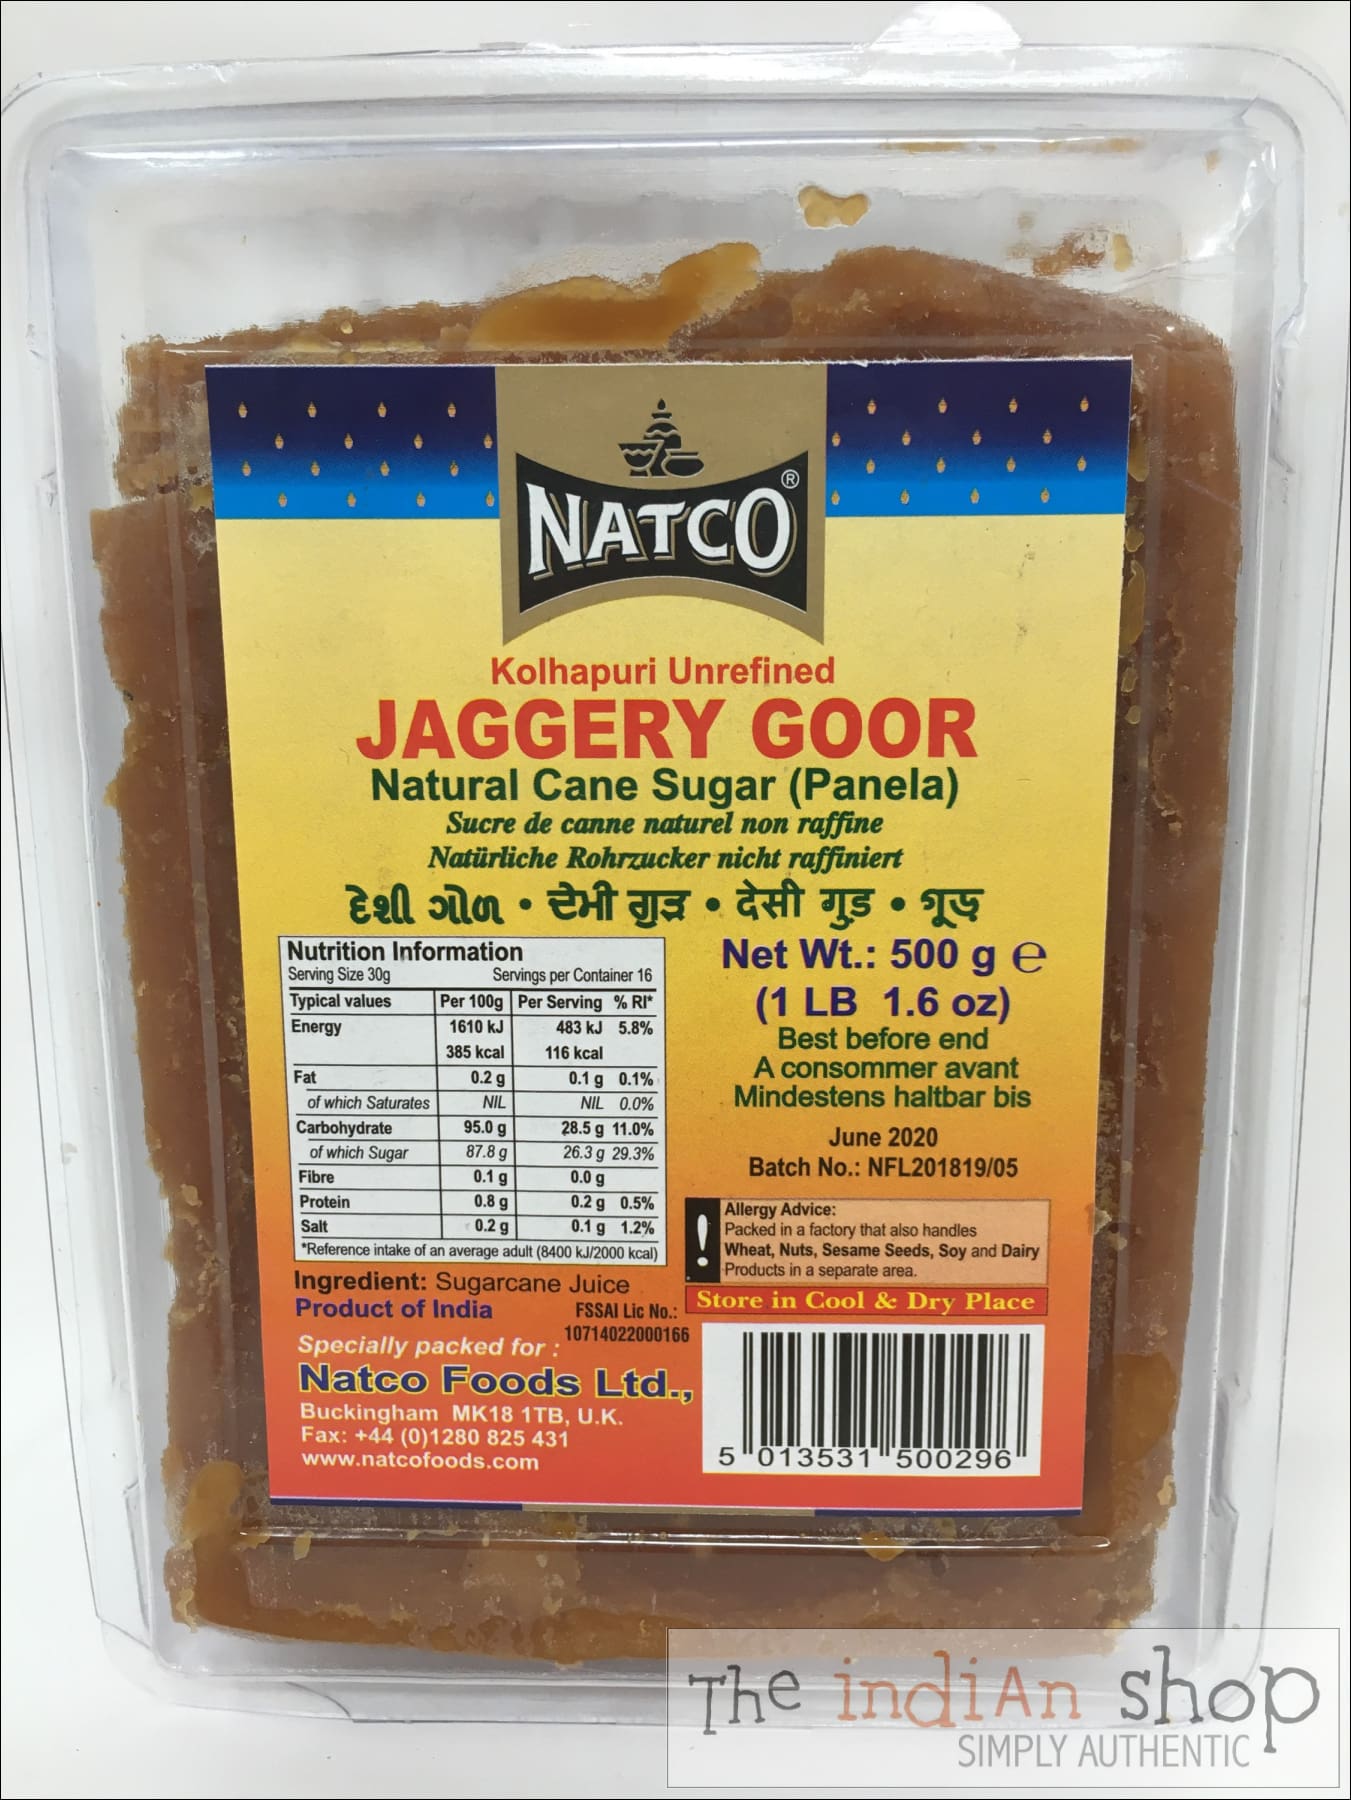 NATCO®
Kolhapuri Unrefined
JAGGERY GOOR
Natural Cane Sugar (Panela)
Sucre de canne naturel non raffine
Natürliche Rohrzucker nicht raffiniert
દેશી ગોળ • ਦੇਸੀ ਗੁੜ • देसी गुड़ • গূড়
Nutrition Information
Serving Size 30g Servings per Container 16
Typical values Per 100g Per Serving % RI*
Energy 1610 kJ 483 kJ 5.8%
385 kcal 116 kcal
Fat 0.2 g 0.1 g 0.1%
of which Saturates NIL NIL 0.0%
Carbohydrate 95.0 g 28.5 g 11.0%
of which Sugar 87.8 g 26.3 g 29.3%
Fibre 0.1 g 0.0 g
Protein 0.8 g 0.2 g 0.5%
Salt 0.2 g 0.1 g 1.2%
*Reference intake of an average adult (8400 kJ/2000 kcal)
Ingredient: Sugarcane Juice
Product of India
FSSAI Lic No.:
10714022000166
Specially packed for :
Natco Foods Ltd.,
Buckingham MK18 1TB, U.K.
Fax: +44 (0)1280 825 431
www.natcofoods.com
Net Wt.: 500 g ℮
(1 LB 1.6 oz)
Best before end
A consommer avant
Mindestens haltbar bis
June 2020
Batch No.: NFL201819/05
! Allergy Advice:
Packed in a factory that also handles
Wheat, Nuts, Sesame Seeds, Soy and Dairy
Products in a separate area.
Store in Cool & Dry Place
5 013531 500296
The indiAn shop
SIMPLY AUTHENTIC